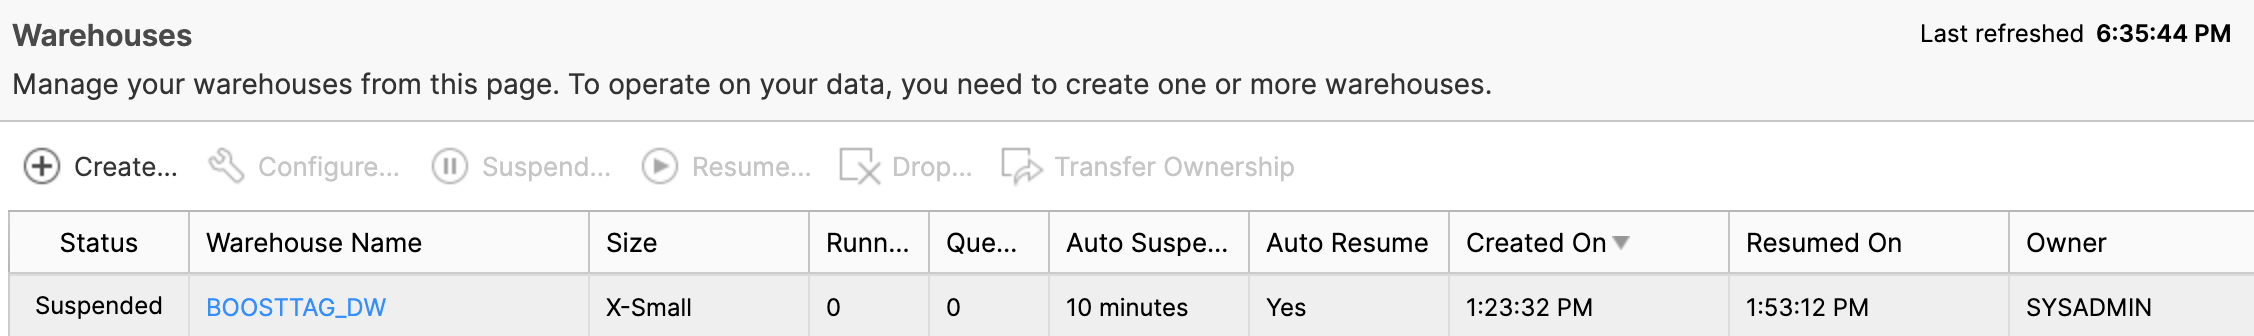 Warehouses
Last refreshed 6:35:44 PM
Manage your warehouses from this page. To operate on your data, you need to create one or more warehouses.
Create... Configure... Suspend... Resume... Drop... Transfer Ownership
Status Warehouse Name Size Runn... Que... Auto Suspe... Auto Resume Created On Resumed On Owner
Suspended BOOSTTAG_DW X-Small 0 0 10 minutes Yes 1:23:32 PM 1:53:12 PM SYSADMIN